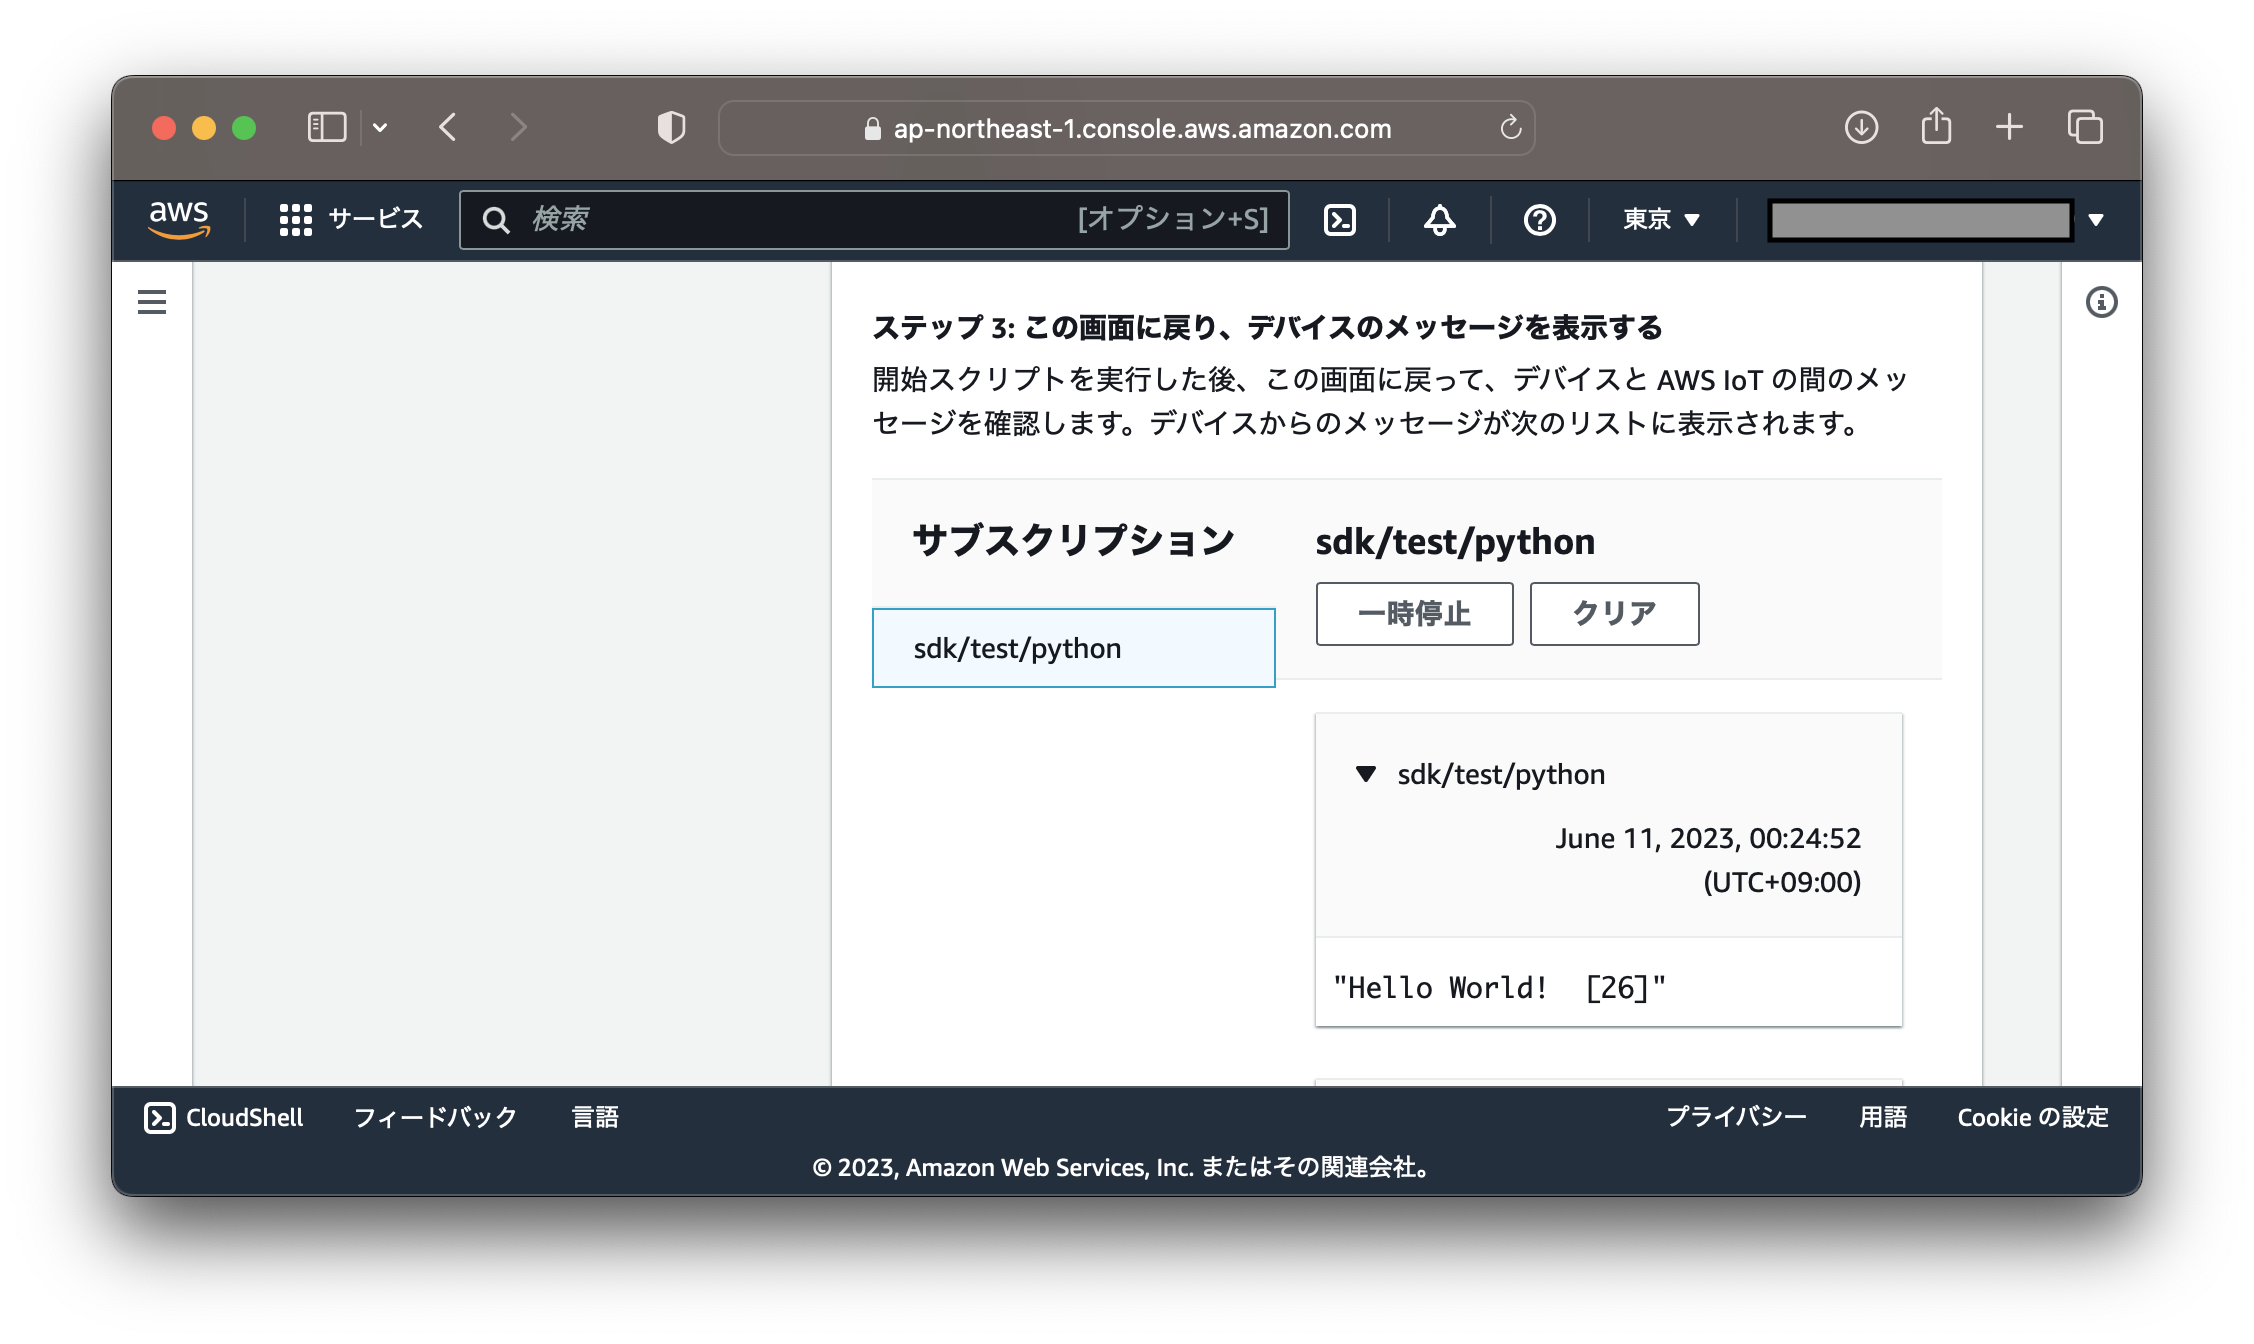 ap-northeast-1.console.aws.amazon.com
aws
サービス
検索
[オプション+S]
東京
ステップ 3: この画面に戻り、デバイスのメッセージを表示する
開始スクリプトを実行した後、この画面に戻って、デバイスと AWS IoT の間のメッ
セージを確認します。デバイスからのメッセージが次のリストに表示されます。
サブスクリプション
sdk/test/python
一時停止
クリア
sdk/test/python
sdk/test/python
June 11, 2023, 00:24:52
(UTC+09:00)
"Hello World!  [26]"
CloudShell
フィードバック
言語
プライバシー
用語
Cookie の設定
© 2023, Amazon Web Services, Inc. またはその関連会社。